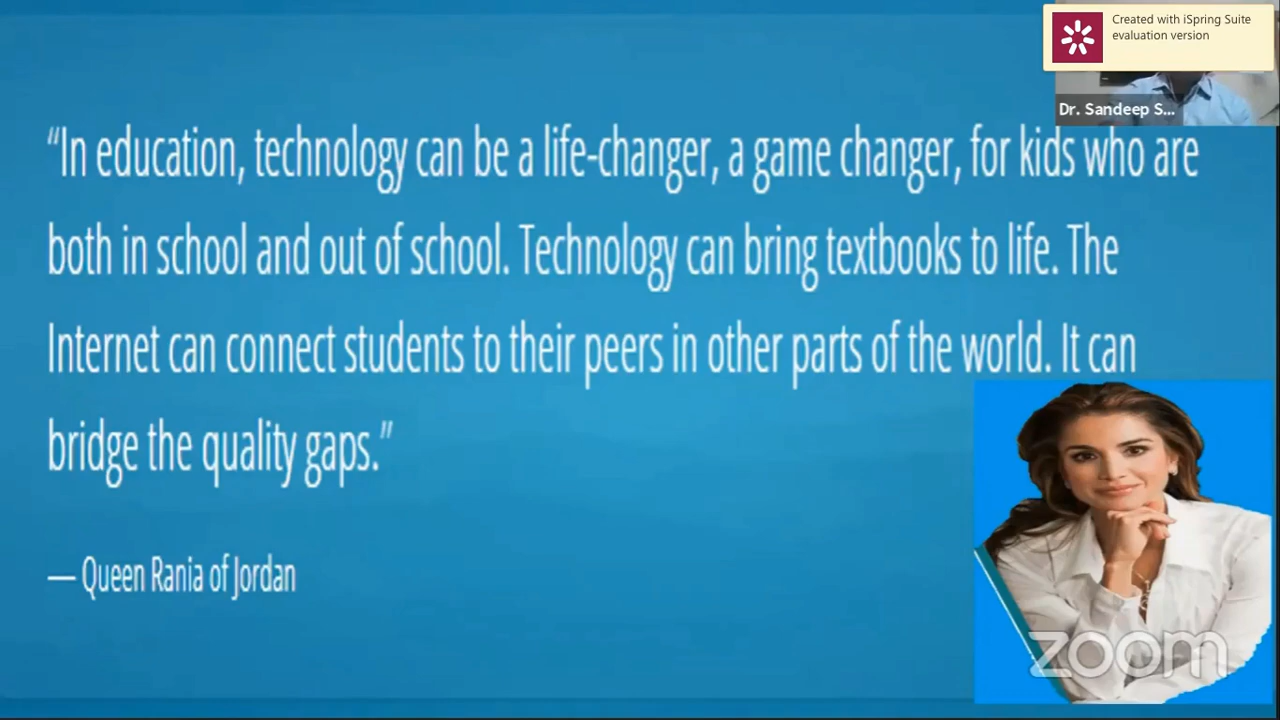 Created with iSpring Suite
evaluation version
Dr. Sandeep S...
“In education, technology can be a life-changer, a game changer, for kids who are
both in school and out of school. Technology can bring textbooks to life. The
Internet can connect students to their peers in other parts of the world. It can
bridge the quality gaps.”
— Queen Rania of Jordan
zoom